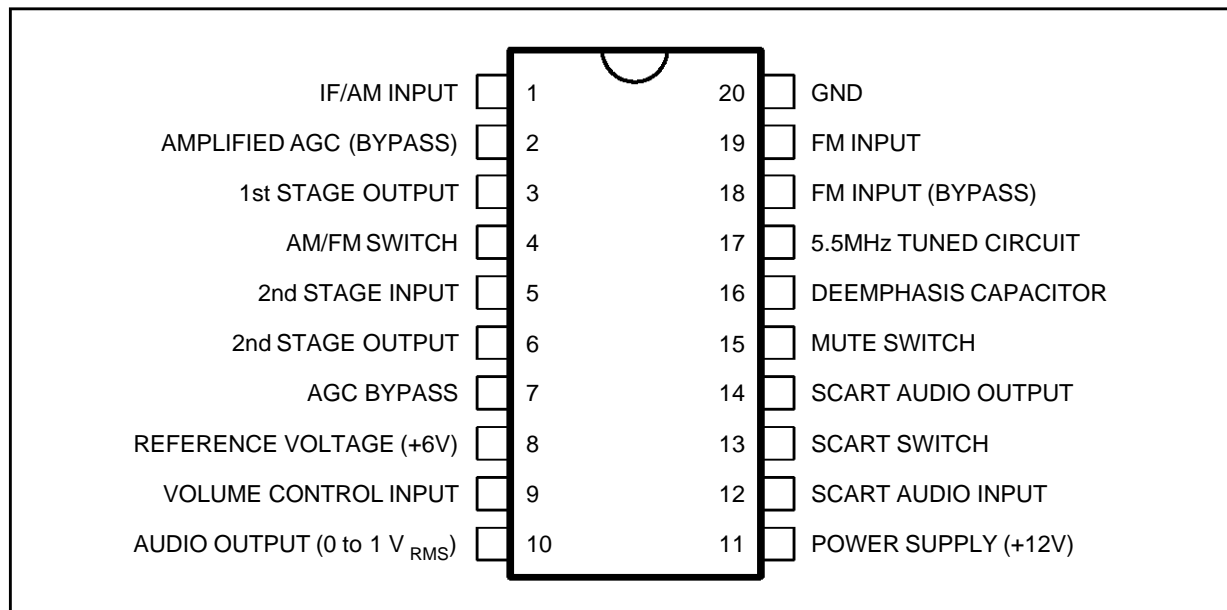 IF/AM INPUT 1 20 GND
AMPLIFIED AGC (BYPASS) 2 19 FM INPUT
1st STAGE OUTPUT 3 18 FM INPUT (BYPASS)
AM/FM SWITCH 4 17 5.5MHz TUNED CIRCUIT
2nd STAGE INPUT 5 16 DEEMPHASIS CAPACITOR
2nd STAGE OUTPUT 6 15 MUTE SWITCH
AGC BYPASS 7 14 SCART AUDIO OUTPUT
REFERENCE VOLTAGE (+6V) 8 13 SCART SWITCH
VOLUME CONTROL INPUT 9 12 SCART AUDIO INPUT
AUDIO OUTPUT (0 to 1 V RMS) 10 11 POWER SUPPLY (+12V)